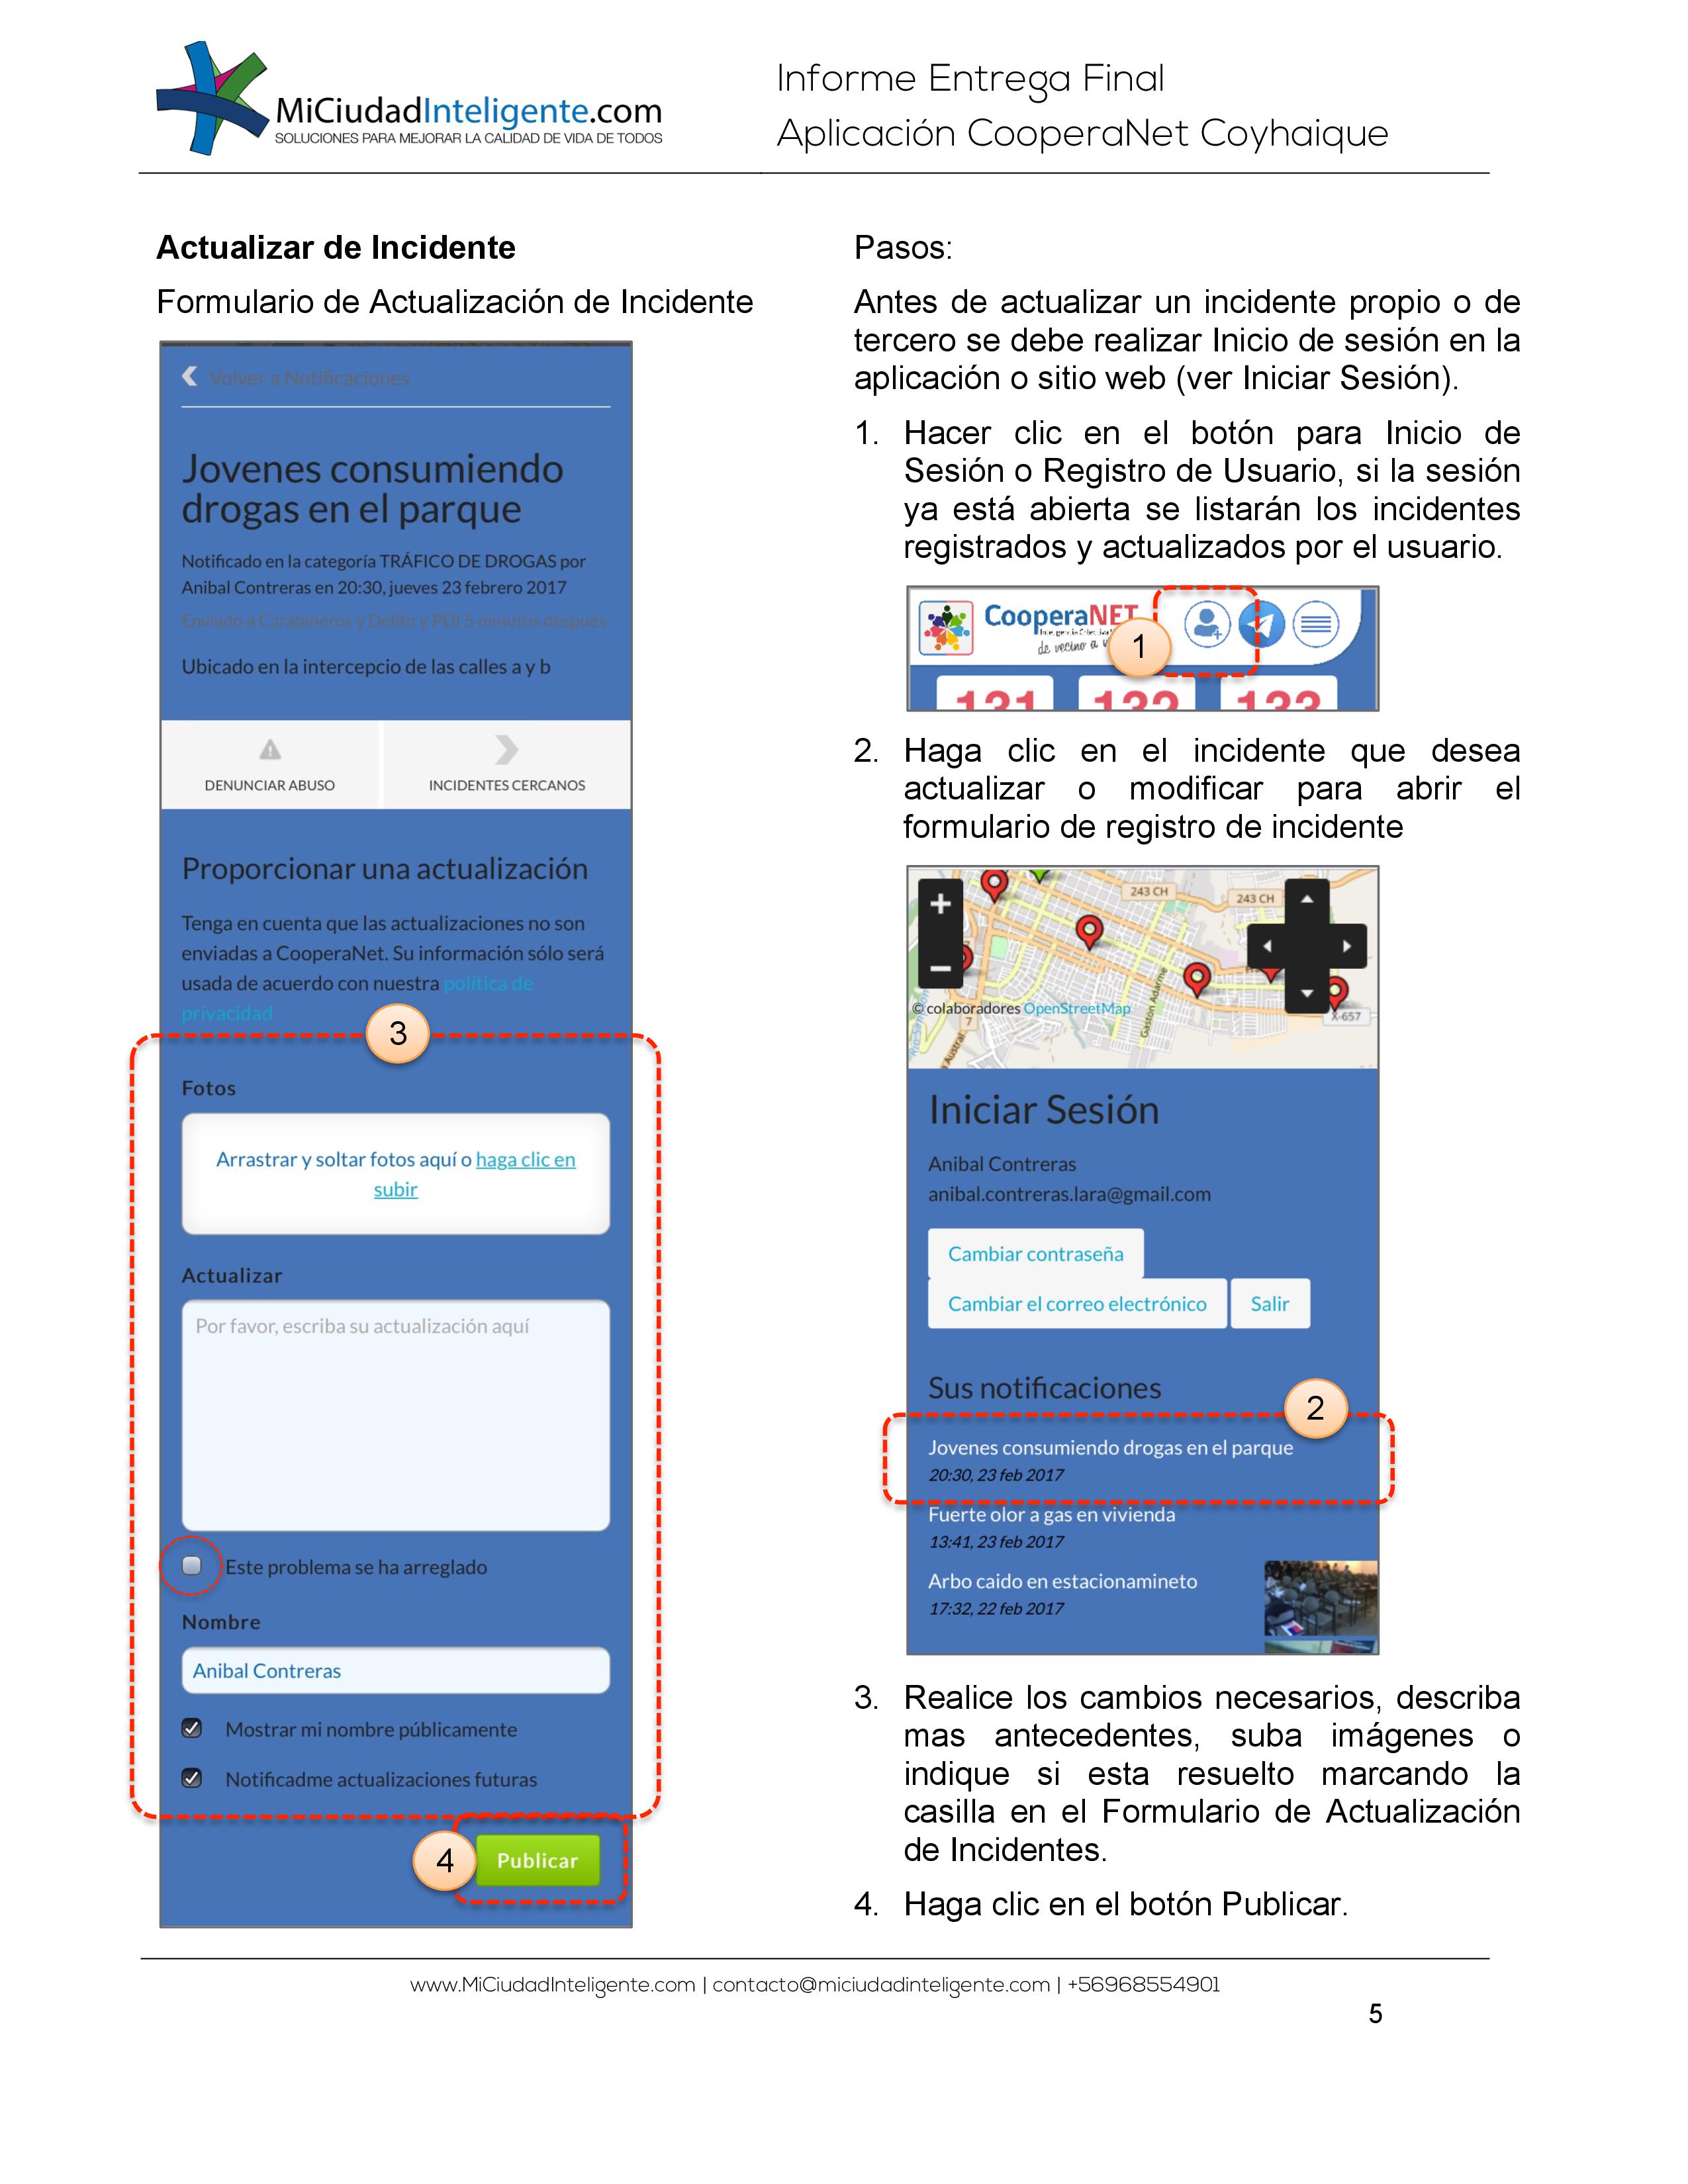 MiCiudadInteligente.com
SOLUCIONES PARA MEJORAR LA CALIDAD DE VIDA DE TODOS
Informe Entrega Final
Aplicación CooperaNet Coyhaique
Actualizar de Incidente
Formulario de Actualización de Incidente
Volver a Notificaciones
Jovenes consumiendo
drogas en el parque
Notificado en la categoría TRÁFICO DE DROGAS por
Anibal Contreras en 20:30, jueves 23 febrero 2017
Enviado a Carabineros y Delito y PDI 5 minutos después
Ubicado en la intercepcio de las calles a y b
DENUNCIAR ABUSO
INCIDENTES CERCANOS
Proporcionar una actualización
Tenga en cuenta que las actualizaciones no son
enviadas a CooperaNet. Su información sólo será
usada de acuerdo con nuestra política de
privacidad
3
Fotos
Arrastrar y soltar fotos aquí o haga clic en
subir
Actualizar
Por favor, escriba su actualización aquí
Este problema se ha arreglado
Nombre
Anibal Contreras
Mostrar mi nombre públicamente
Notificadme actualizaciones futuras
4
Publicar
Pasos:
Antes de actualizar un incidente propio o de
tercero se debe realizar Inicio de sesión en la
aplicación o sitio web (ver Iniciar Sesión).
1. Hacer clic en el botón para Inicio de
Sesión o Registro de Usuario, si la sesión
ya está abierta se listarán los incidentes
registrados y actualizados por el usuario.
CooperaNET
de vecino a v
1
131 132 133
2. Haga clic en el incidente que desea
actualizar o modificar para abrir el
formulario de registro de incidente
243 CH
243 CH
+
−
Gaston Adarme
© colaboradores OpenStreetMap
7
X-657
Austral
Iniciar Sesión
Anibal Contreras
anibal.contreras.lara@gmail.com
Cambiar contraseña
Cambiar el correo electrónico
Salir
Sus notificaciones
2
Jovenes consumiendo drogas en el parque
20:30, 23 feb 2017
Fuerte olor a gas en vivienda
13:41, 23 feb 2017
Arbo caido en estacionamineto
17:32, 22 feb 2017
3. Realice los cambios necesarios, describa
mas antecedentes, suba imágenes o
indique si esta resuelto marcando la
casilla en el Formulario de Actualización
de Incidentes.
4. Haga clic en el botón Publicar.
www.MiCiudadInteligente.com | contacto@miciudadinteligente.com | +56968554901
5